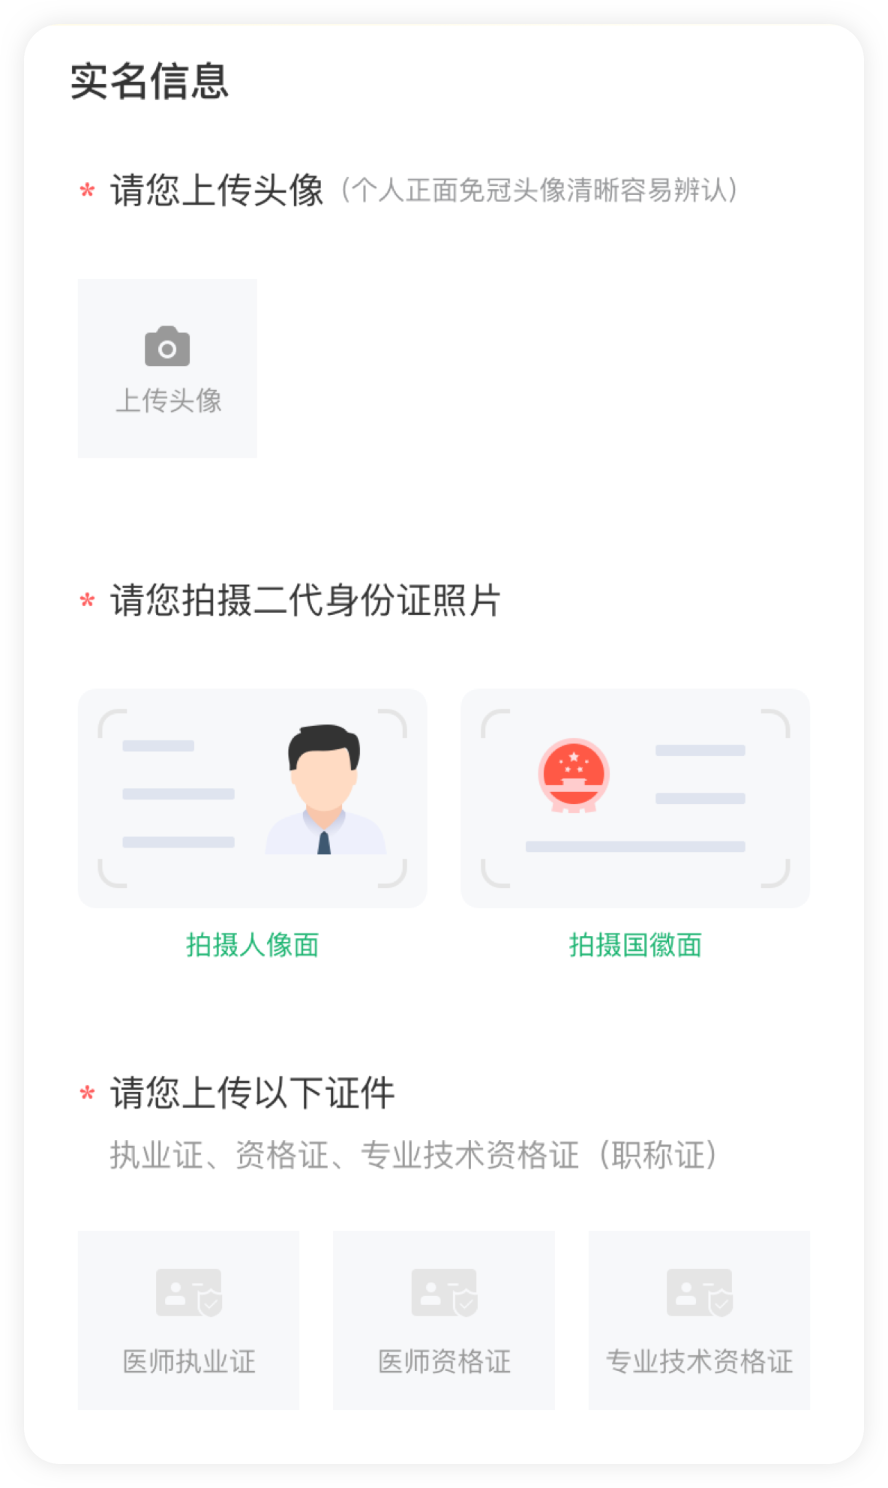 实名信息
* 请您上传头像（个人正面免冠头像清晰容易辨认）
上传头像
* 请您拍摄二代身份证照片
拍摄人像面
拍摄国徽面
* 请您上传以下证件
执业证、资格证、专业技术资格证（职称证）
医师执业证
医师资格证
专业技术资格证